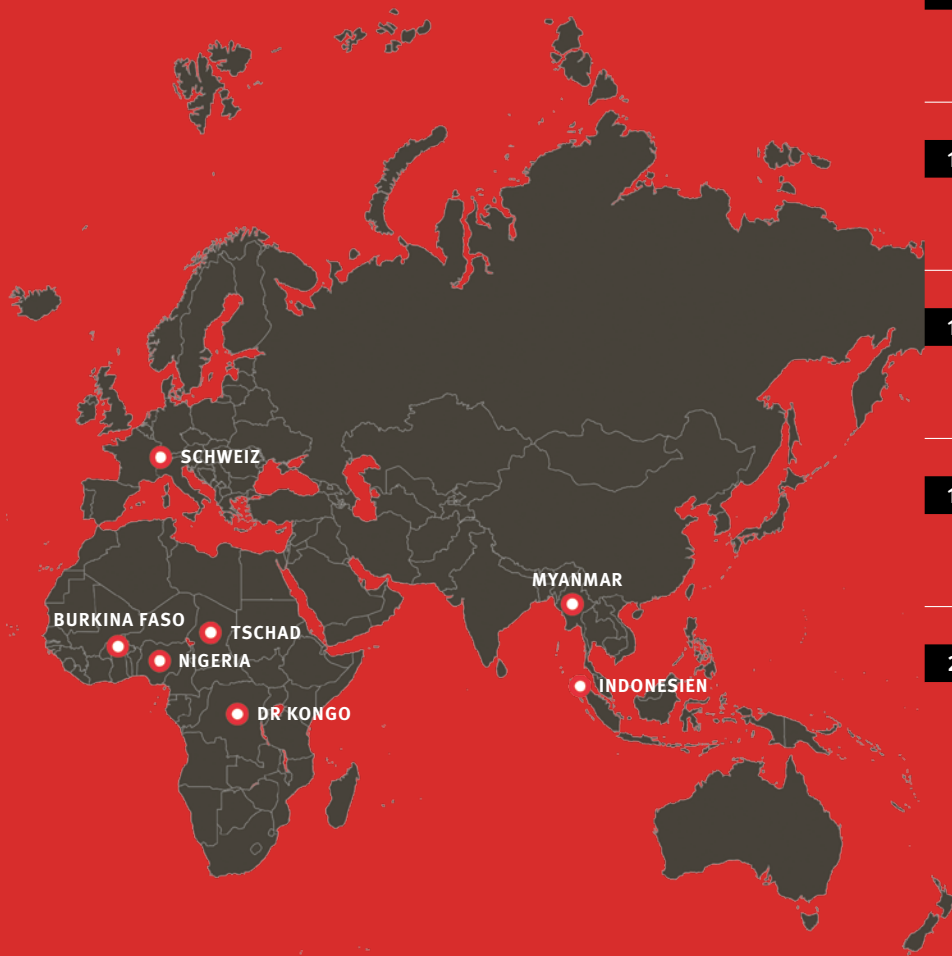 SCHWEIZ
MYANMAR
BURKINA FASO
TSCHAD
NIGERIA
INDONESIEN
DR KONGO